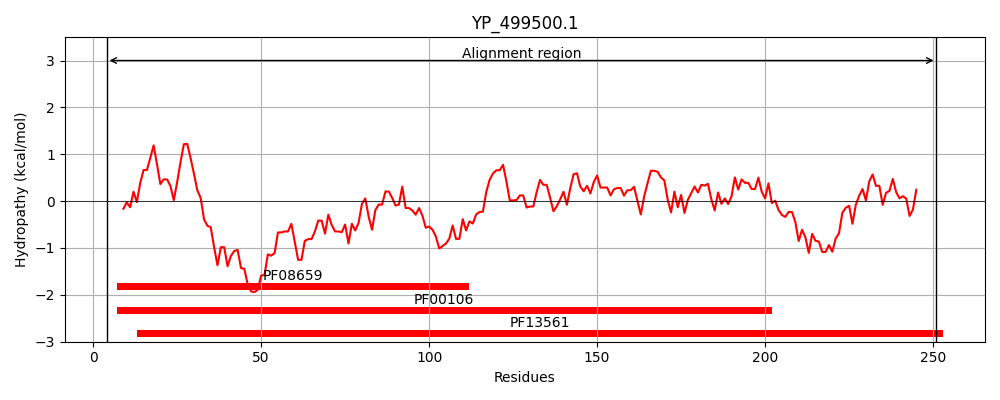 YP_499500.1
Alignment region
Hydropathy (kcal/mol)
3
2
1
0
−1
−2
−3
PF08659
PF00106
PF13561
0 50 100 150 200 250
Residues